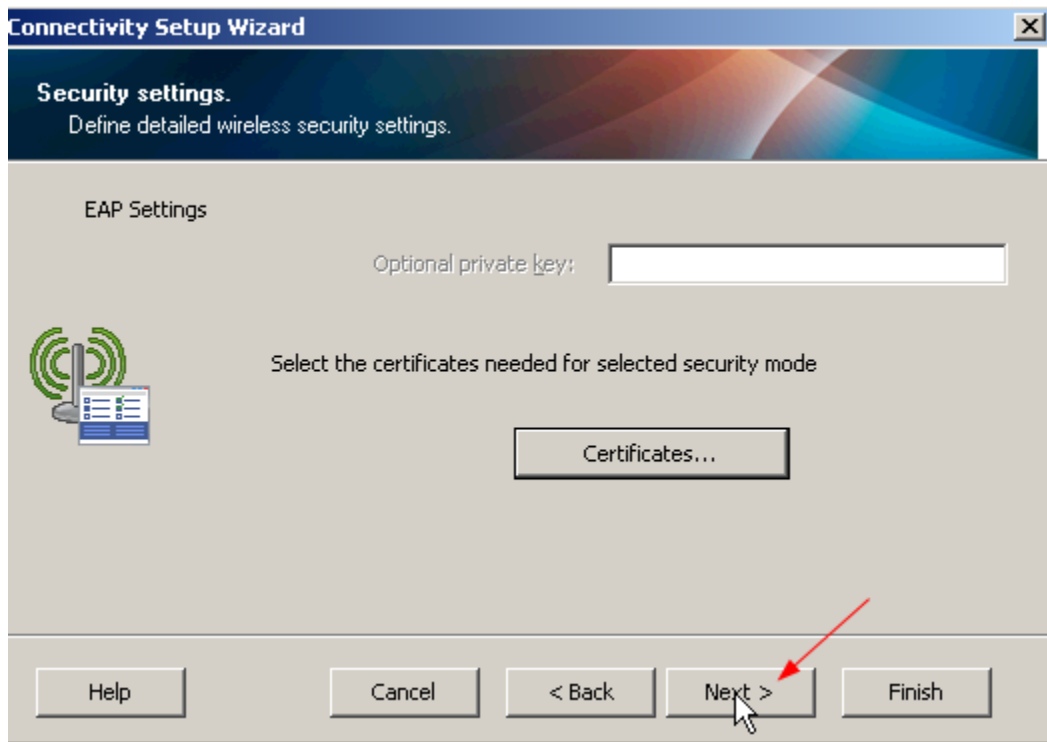 Connectivity Setup Wizard
Security settings.
Define detailed wireless security settings.
EAP Settings
Optional private key:
Select the certificates needed for selected security mode
Certificates...
Help
Cancel
< Back
Next >
Finish